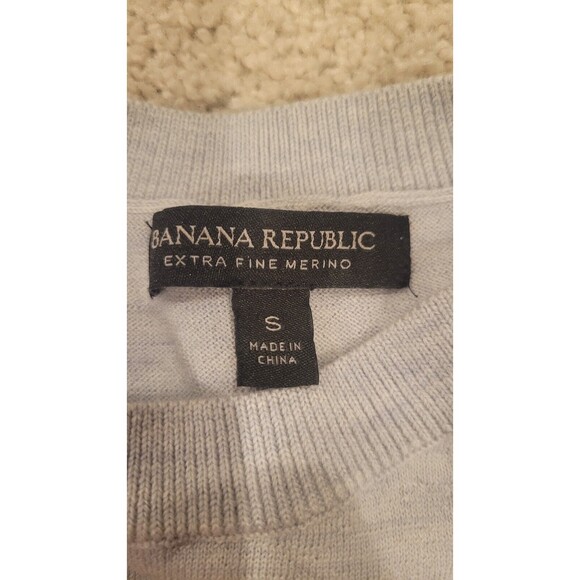 BANANA REPUBLIC
EXTRA FINE MERINO
S
MADE IN
CHINA